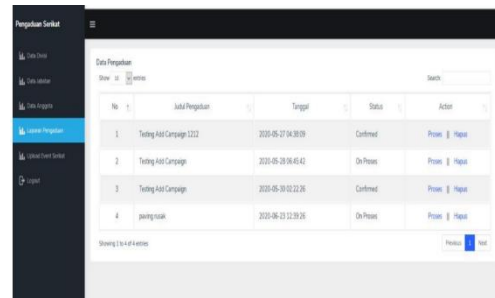 Pengaduan Serikat
Data Divisi
Data Jabatan
Data Anggota
Laporan Pengaduan
Upload Event Serikat
Logout
Data Pengaduan
Show 10 entries Search:
No Judul Pengaduan Tanggal Status Action
1 Testing Add Campaign 1212 2020-05-27 04:39:09 Confirmed Proses || Hapus
2 Testing Add Campaign 2020-05-28 06:45:42 On Proses Proses || Hapus
3 Testing Add Campaign 2020-05-30 02:22:26 Confirmed Proses || Hapus
4 paving rusak 2020-06-23 12:59:26 On Proses Proses || Hapus
Showing 1 to 4 of 4 entries Previous 1 Next